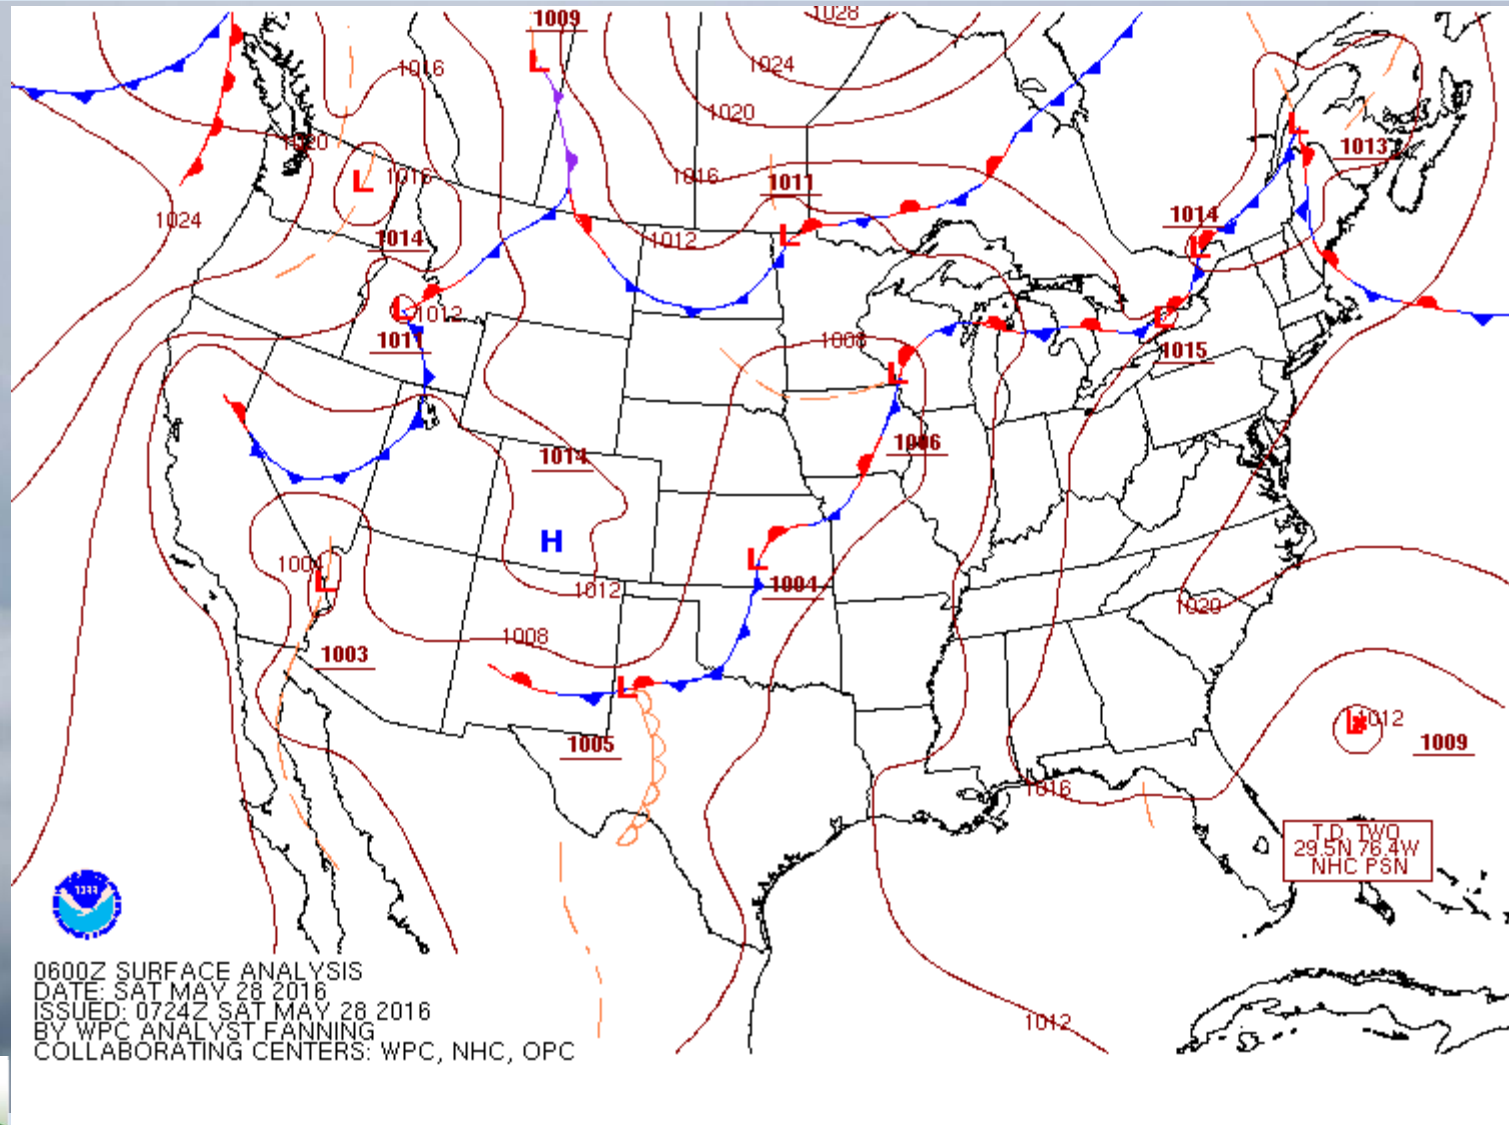 1009
1028
1016
1024
1020
1020
1013
1016
1016
1011
1024
1014
1014
1012
1012
1011
1008
1015
1014
1006
1004
1012
1004
1020
1008
1003
1012
1005
1009
1016
T.D. TWO
29.5N 76.4W
NHC PSN
1012
L
L
L
L
L
L
L
L
L
L
L
H
NOAA
0600Z SURFACE ANALYSIS
DATE: SAT MAY 28 2016
ISSUED: 0724Z SAT MAY 28 2016
BY WPC ANALYST FANNING
COLLABORATING CENTERS: WPC, NHC, OPC